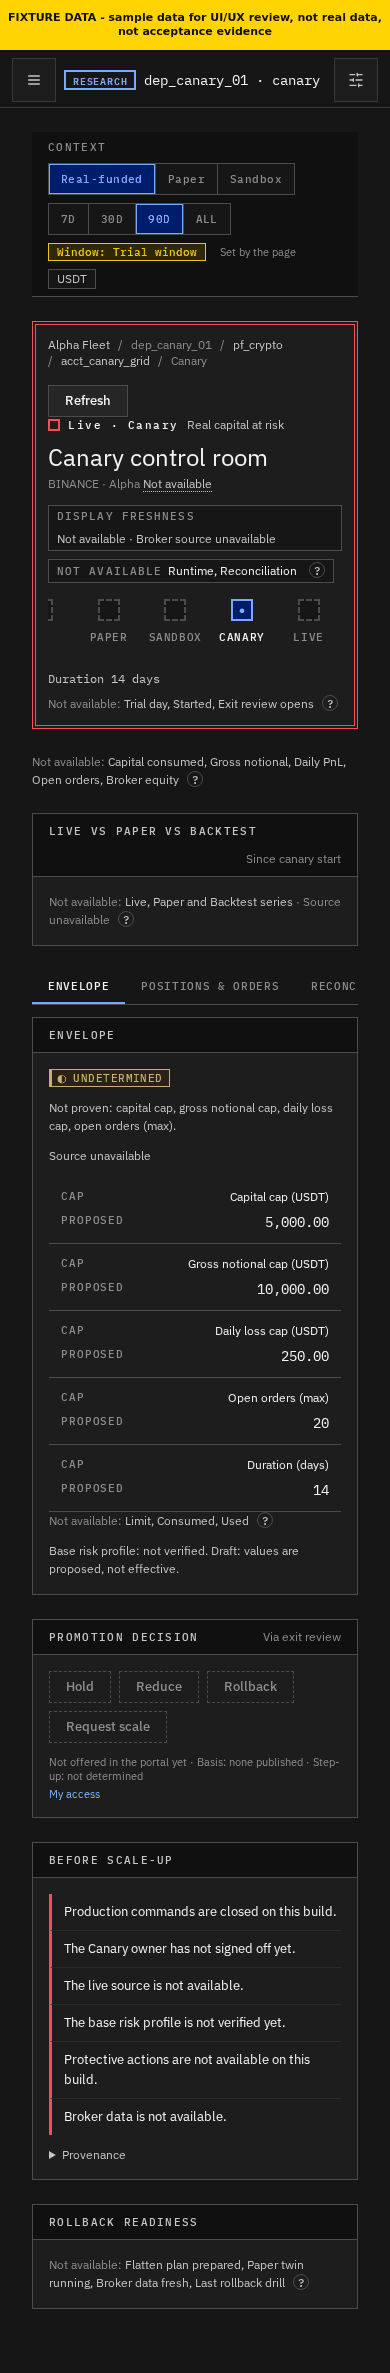 FIXTURE DATA - sample data for UI/UX review, not real data,
not acceptance evidence
RESEARCH dep_canary_01 · canary
CONTEXT
Real-funded Paper Sandbox
7D 30D 90D ALL
Window: Trial window Set by the page
USDT
Alpha Fleet / dep_canary_01 / pf_crypto
/ acct_canary_grid / Canary
Refresh
Live · Canary Real capital at risk
Canary control room
BINANCE · Alpha Not available
DISPLAY FRESHNESS
Not available · Broker source unavailable
NOT AVAILABLE Runtime, Reconciliation ?
PAPER SANDBOX CANARY LIVE
Duration 14 days
Not available: Trial day, Started, Exit review opens ?
Not available: Capital consumed, Gross notional, Daily PnL,
Open orders, Broker equity ?
LIVE VS PAPER VS BACKTEST
Since canary start
Not available: Live, Paper and Backtest series · Source
unavailable ?
ENVELOPE POSITIONS & ORDERS RECONC
ENVELOPE
UNDETERMINED
Not proven: capital cap, gross notional cap, daily loss
cap, open orders (max).
Source unavailable
CAP Capital cap (USDT)
PROPOSED 5,000.00
CAP Gross notional cap (USDT)
PROPOSED 10,000.00
CAP Daily loss cap (USDT)
PROPOSED 250.00
CAP Open orders (max)
PROPOSED 20
CAP Duration (days)
PROPOSED 14
Not available: Limit, Consumed, Used ?
Base risk profile: not verified. Draft: values are
proposed, not effective.
PROMOTION DECISION Via exit review
Hold Reduce Rollback
Request scale
Not offered in the portal yet · Basis: none published · Step-
up: not determined
My access
BEFORE SCALE-UP
Production commands are closed on this build.
The Canary owner has not signed off yet.
The live source is not available.
The base risk profile is not verified yet.
Protective actions are not available on this
build.
Broker data is not available.
Provenance
ROLLBACK READINESS
Not available: Flatten plan prepared, Paper twin
running, Broker data fresh, Last rollback drill ?